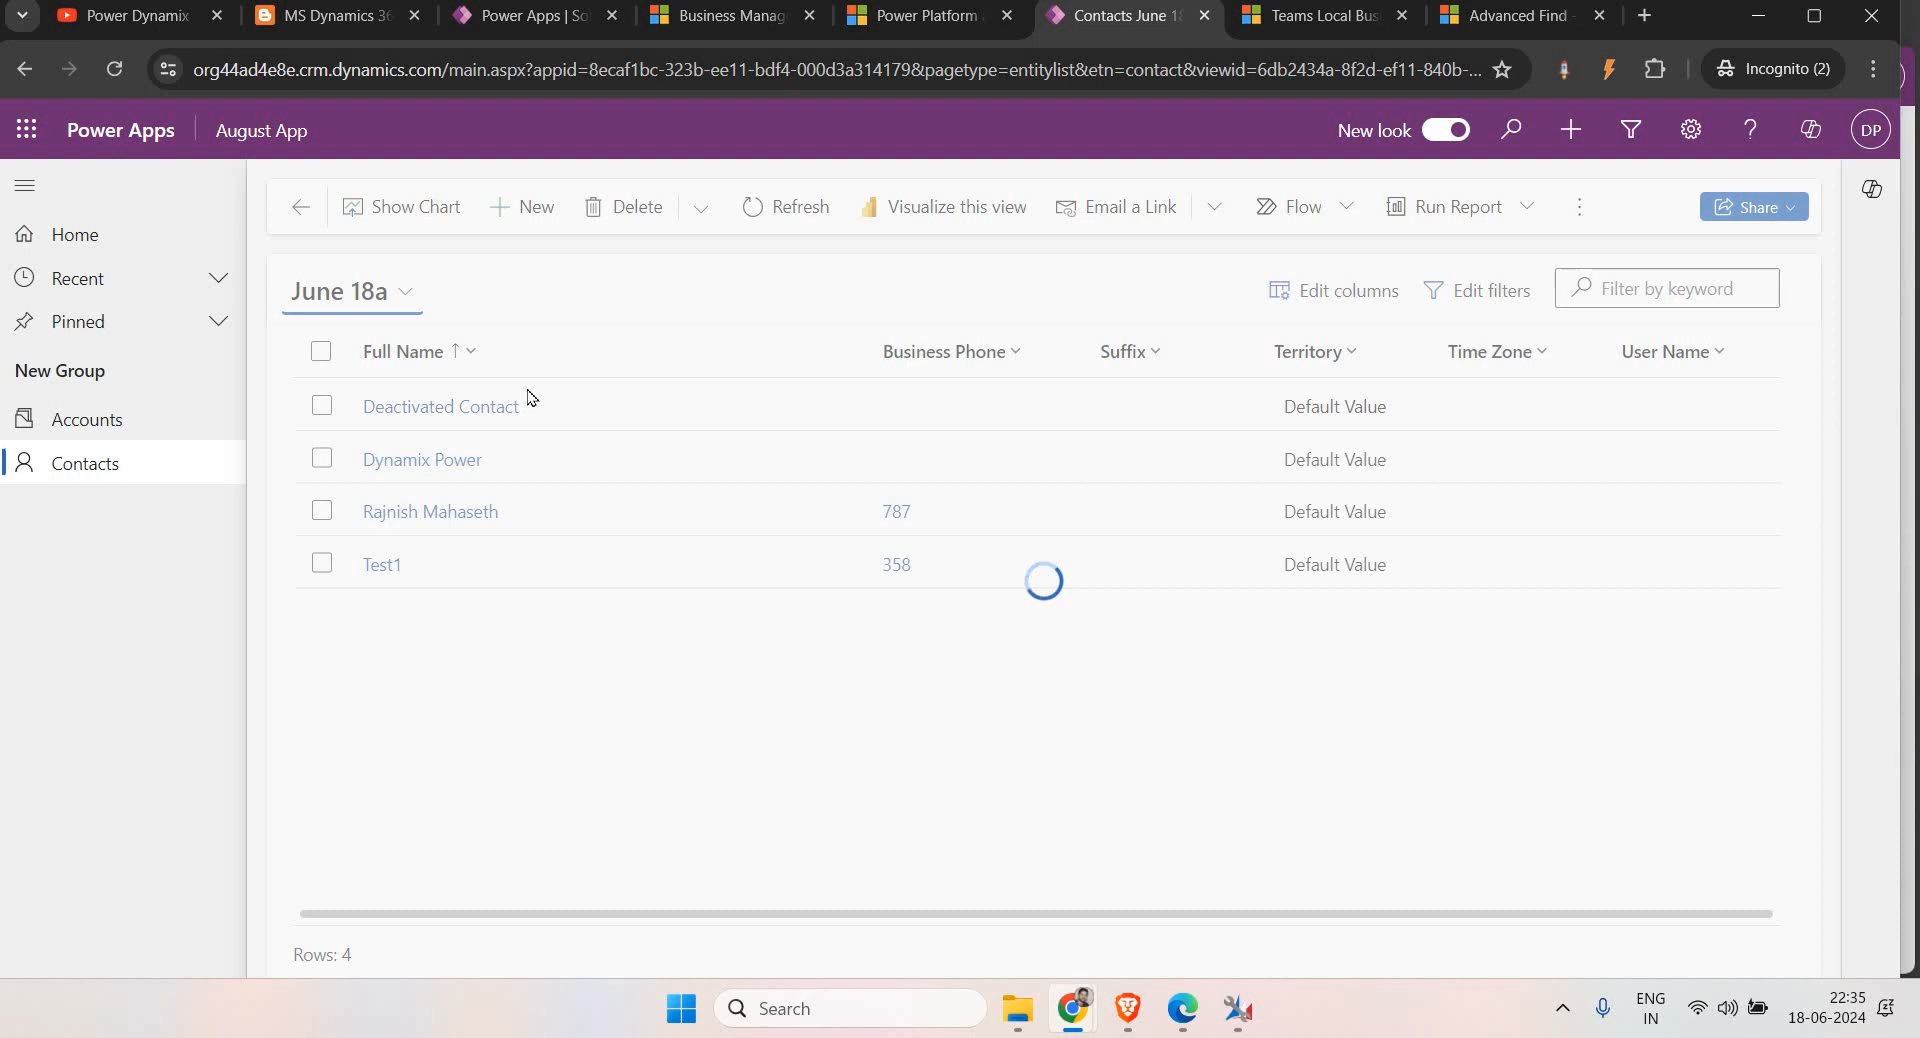 Power Dynamix
MS Dynamics 36
Power Apps | So
Business Manag
Power Platform
Contacts June 18
Teams Local Bus
Advanced Find -
org44ad4e8e.crm.dynamics.com/main.aspx?appid=8ecaf1bc-323b-ee11-bdf4-000d3a314179&pagetype=entitylist&etn=contact&viewid=6db2434a-8f2d-ef11-840b-...
Incognito (2)
Power Apps
August App
New look
DP
Home
Recent
Pinned
New Group
Accounts
Contacts
Show Chart
New
Delete
Refresh
Visualize this view
Email a Link
Flow
Run Report
Share
June 18a
Edit columns
Edit filters
Filter by keyword
Full Name Business Phone Suffix Territory Time Zone User Name
Deactivated Contact Default Value
Dynamix Power Default Value
Rajnish Mahaseth 787 Default Value
Test1 358 Default Value
Rows: 4
Search
ENG
IN
22:35
18-06-2024